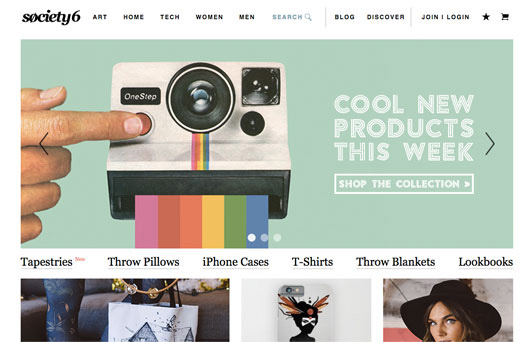 society6 ART HOME TECH WOMEN MEN SEARCH BLOG DISCOVER JOIN | LOGIN
OneStep
COOL NEW
PRODUCTS
THIS WEEK
SHOP THE COLLECTION >
Tapestries New Throw Pillows iPhone Cases T-Shirts Throw Blankets Lookbooks